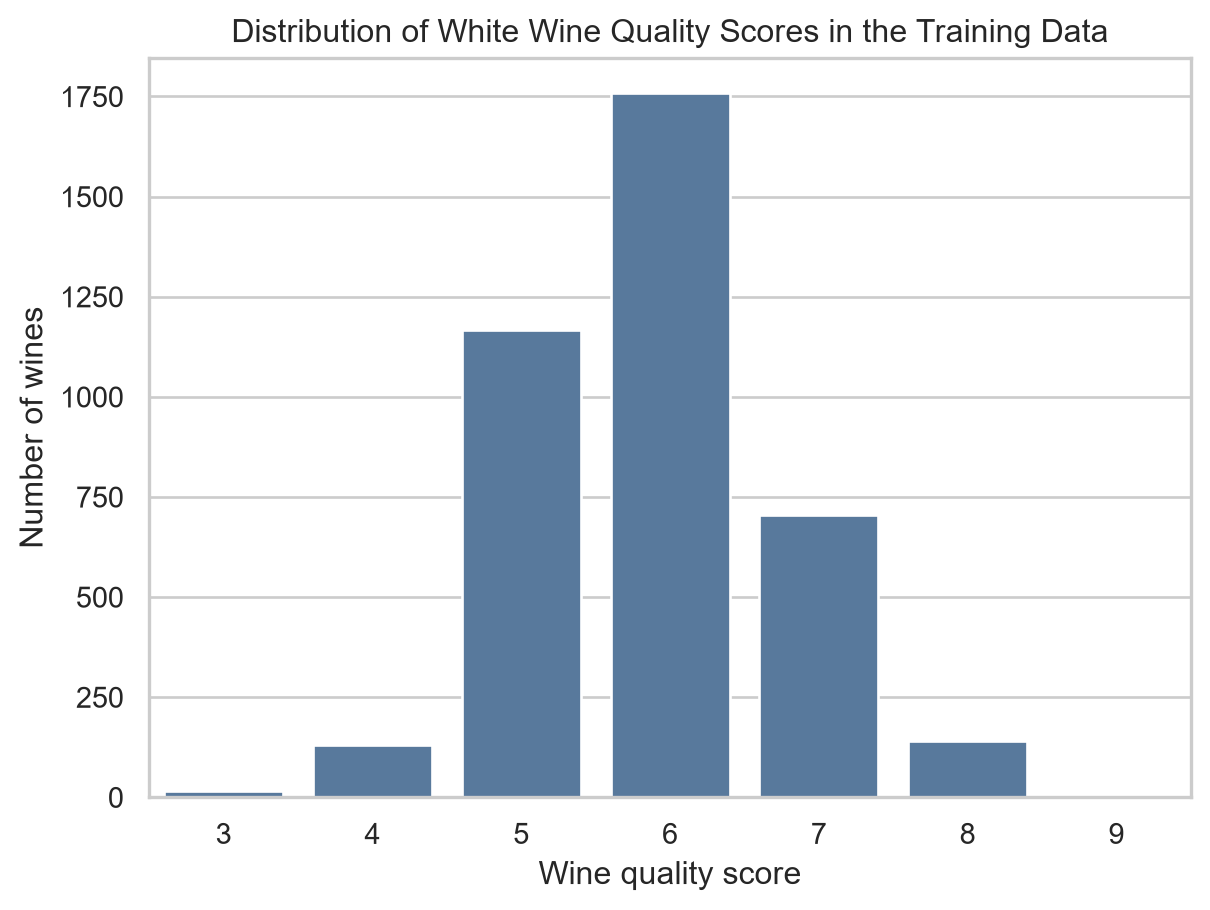 Distribution of White Wine Quality Scores in the Training Data
1750
1500
1250
1000
750
500
250
0
Number of wines
3 4 5 6 7 8 9
Wine quality score